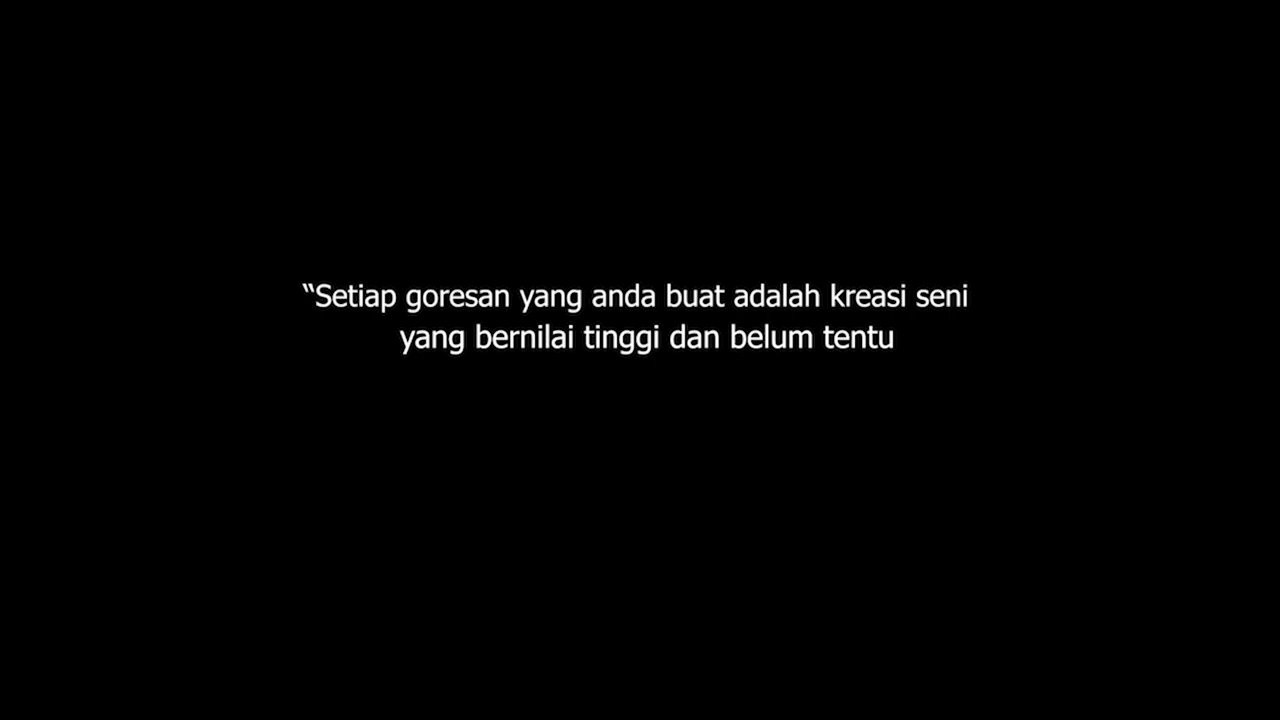 “Setiap goresan yang anda buat adalah kreasi seni
yang bernilai tinggi dan belum tentu